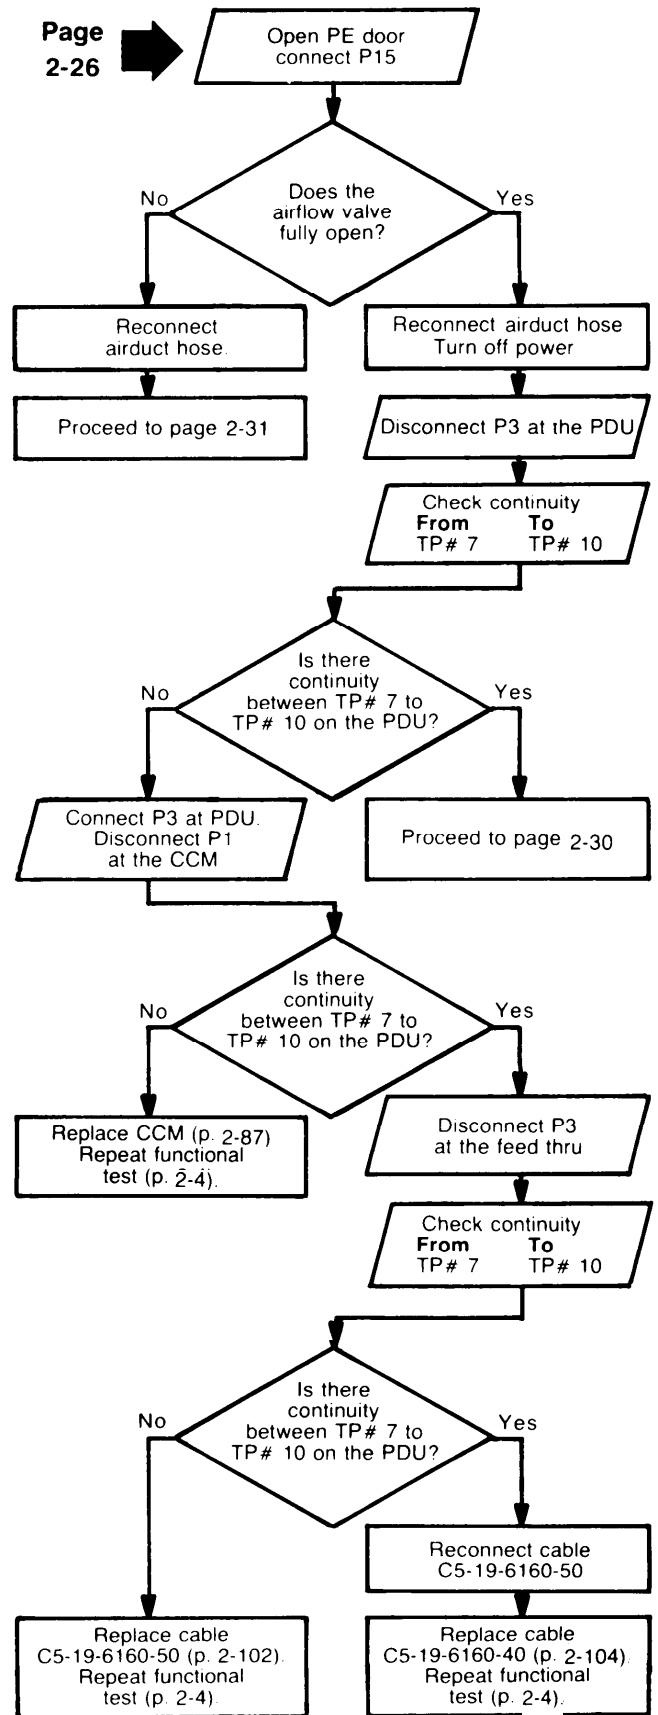 Page
2-26
Open PE door
connect P15
Does the
airflow valve
fully open?
No
Yes
Reconnect
airduct hose.
Reconnect airduct hose
Turn off power
Proceed to page 2-31
Disconnect P3 at the PDU
Check continuity
From To
TP# 7 TP# 10
Is there
continuity
between TP# 7 to
TP# 10 on the PDU?
No
Yes
Connect P3 at PDU.
Disconnect P1
at the CCM
Proceed to page 2-30
Is there
continuity
between TP# 7 to
TP# 10 on the PDU?
No
Yes
Replace CCM (p. 2-87)
Repeat functional
test (p. 2-4).
Disconnect P3
at the feed thru
Check continuity
From To
TP# 7 TP# 10
Is there
continuity
between TP# 7 to
TP# 10 on the PDU?
No
Yes
Reconnect cable
C5-19-6160-50
Replace cable
C5-19-6160-50 (p. 2-102).
Repeat functional
test (p. 2-4).
Replace cable
C5-19-6160-40 (p. 2-104).
Repeat functional
test (p. 2-4).